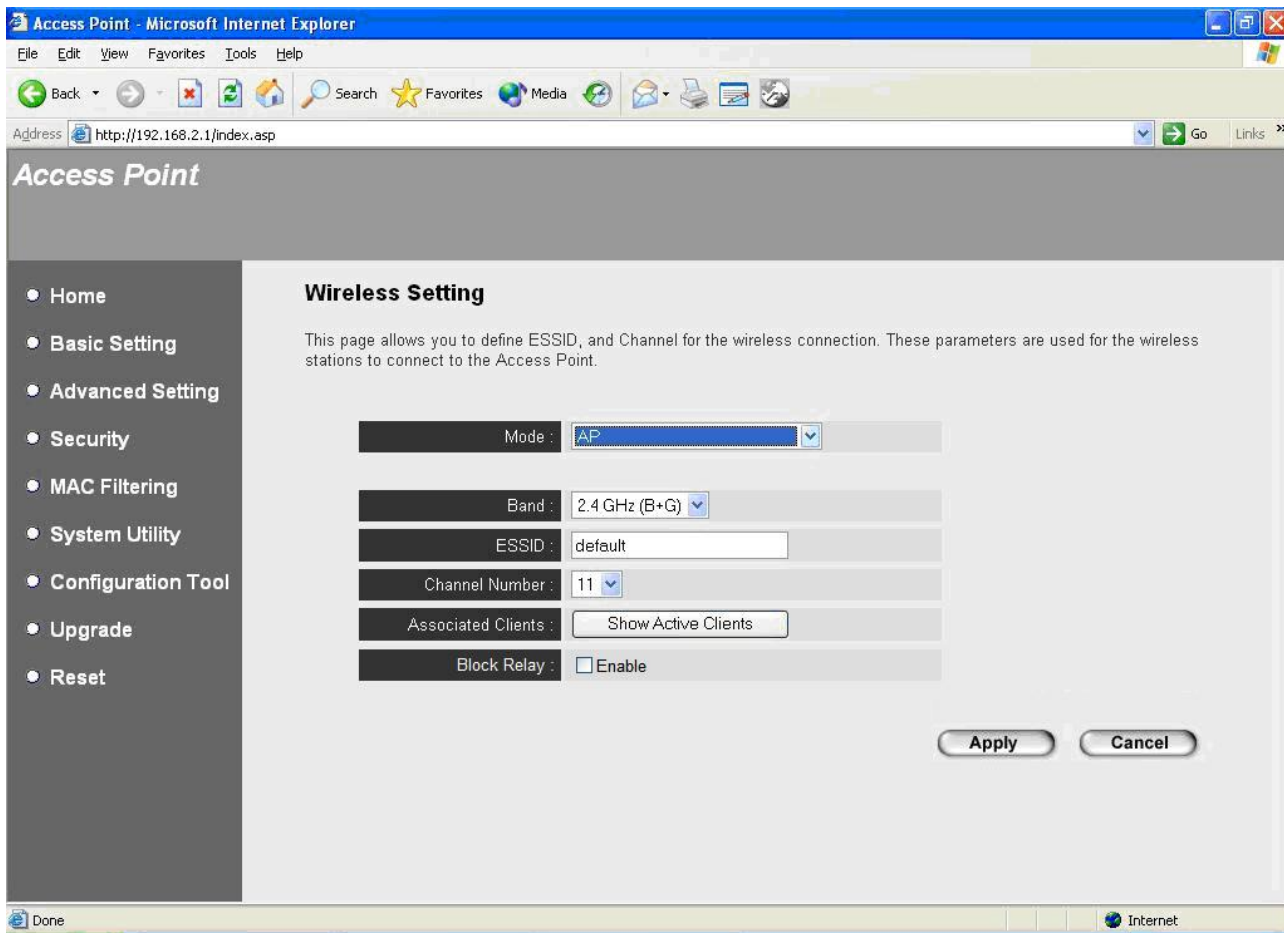 Access Point - Microsoft Internet Explorer
File Edit View Favorites Tools Help
Back Search Favorites Media
Address http://192.168.2.1/index.asp Go Links »
Access Point
Home
Basic Setting
Advanced Setting
Security
MAC Filtering
System Utility
Configuration Tool
Upgrade
Reset
Wireless Setting
This page allows you to define ESSID, and Channel for the wireless connection. These parameters are used for the wireless
stations to connect to the Access Point.
Mode : AP
Band : 2.4 GHz (B+G)
ESSID : default
Channel Number : 11
Associated Clients : Show Active Clients
Block Relay : Enable
Apply Cancel
Done Internet